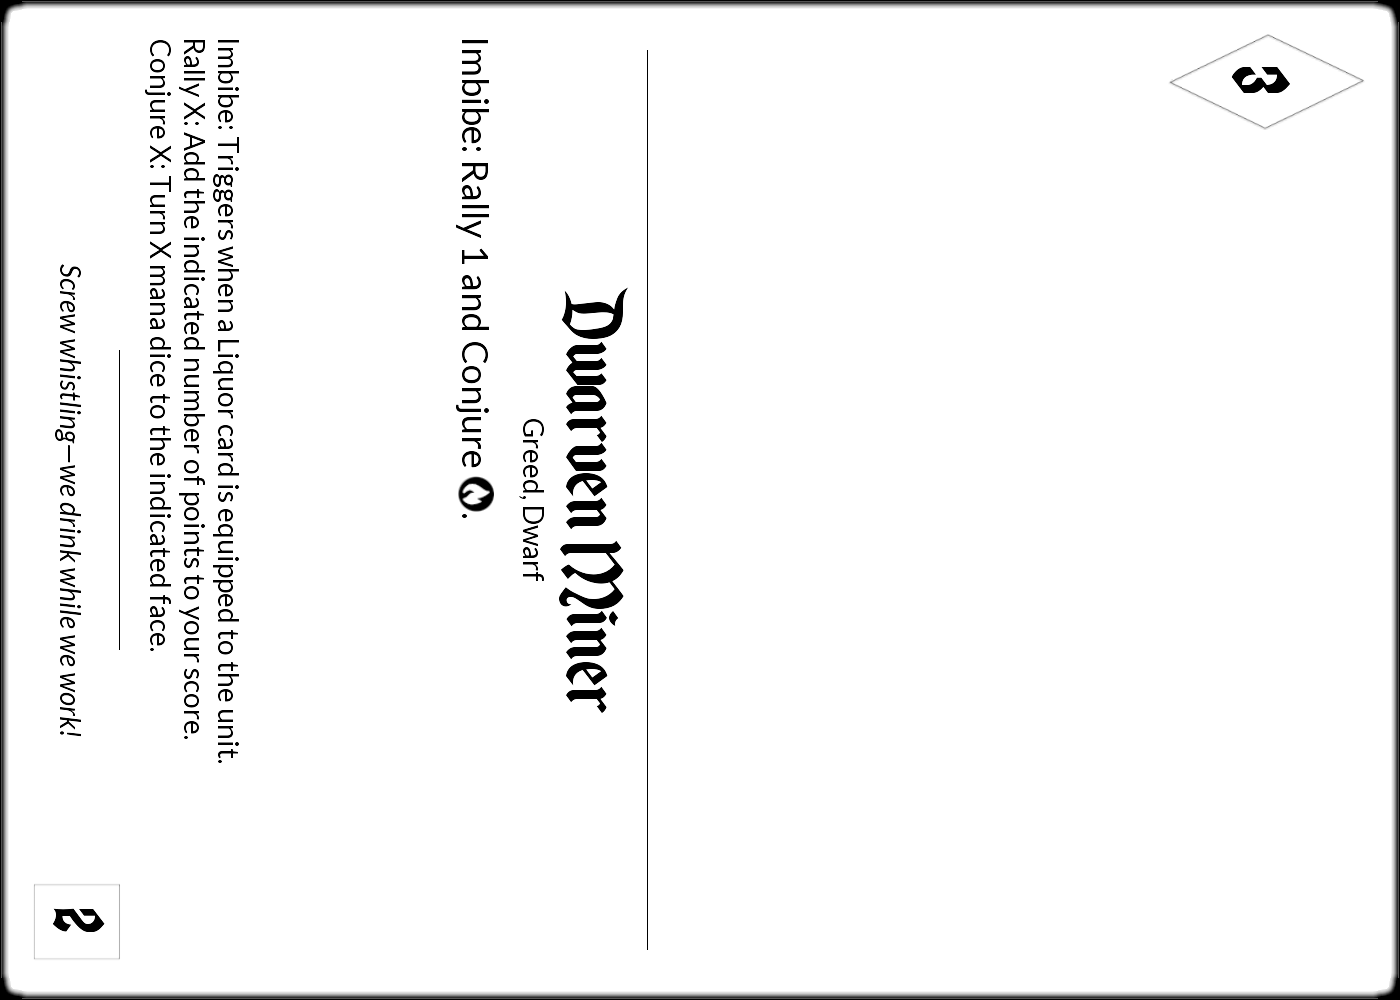 3
Dwarven Miner
Greed, Dwarf
Imbibe: Rally 1 and Conjure .
Imbibe: Triggers when a Liquor card is equipped to the unit.
Rally X: Add the indicated number of points to your score.
Conjure X: Turn X mana dice to the indicated face.
Screw whistling—we drink while we work!
2